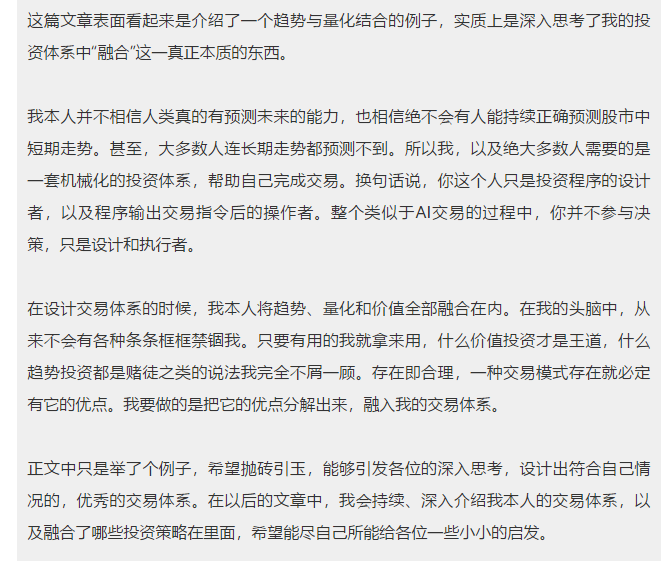 这篇文章表面看起来是介绍了一个趋势与量化结合的例子，实质上是深入思考了我的投
资体系中“融合”这一真正本质的东西。
我本人并不相信人类真的有预测未来的能力，也相信绝不会有人能持续正确预测股市中
短期走势。甚至，大多数人连长期走势都预测不到。所以我，以及绝大多数人需要的是
一套机械化的投资体系，帮助自己完成交易。换句话说，你这个人只是投资程序的设计
者，以及程序输出交易指令后的操作者。整个类似于AI交易的过程中，你并不参与决
策，只是设计和执行者。
在设计交易体系的时候，我本人将趋势、量化和价值全部融合在内。在我的头脑中，从
来不会有各种条条框框禁锢我。只要有用的我就拿来用，什么价值投资才是王道，什么
趋势投资都是赌徒之类的说法我完全不屑一顾。存在即合理，一种交易模式存在就必定
有它的优点。我要做的是把它的优点分解出来，融入我的交易体系。
正文中只是举了个例子，希望抛砖引玉，能够引发各位的深入思考，设计出符合自己情
况的，优秀的交易体系。在以后的文章中，我会持续、深入介绍我本人的交易体系，以
及融合了哪些投资策略在里面，希望能尽自己所能给各位一些小小的启发。